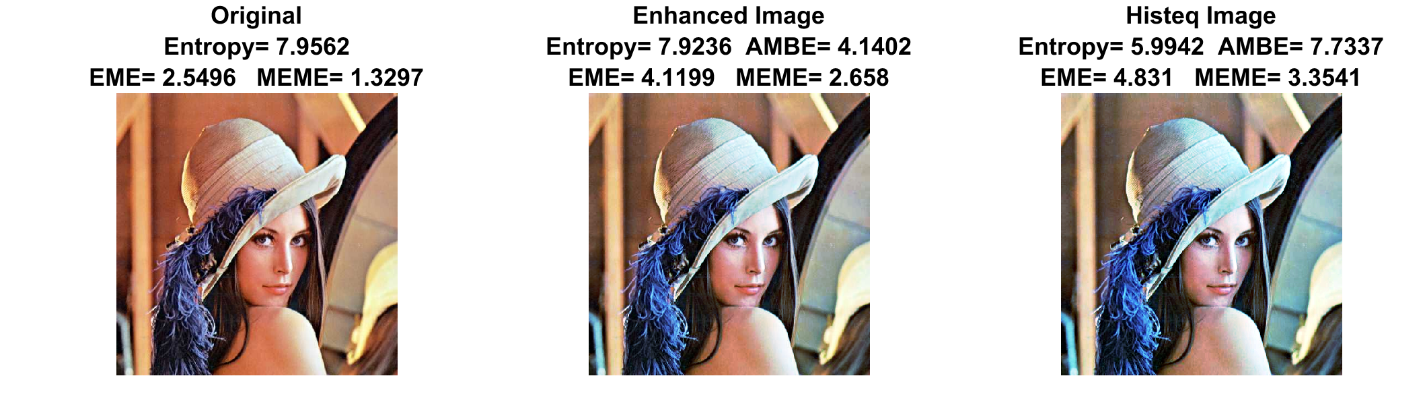 Original
Entropy= 7.9562
EME= 2.5496 MEME= 1.3297
Enhanced Image
Entropy= 7.9236 AMBE= 4.1402
EME= 4.1199 MEME= 2.658
Histeq Image
Entropy= 5.9942 AMBE= 7.7337
EME= 4.831 MEME= 3.3541